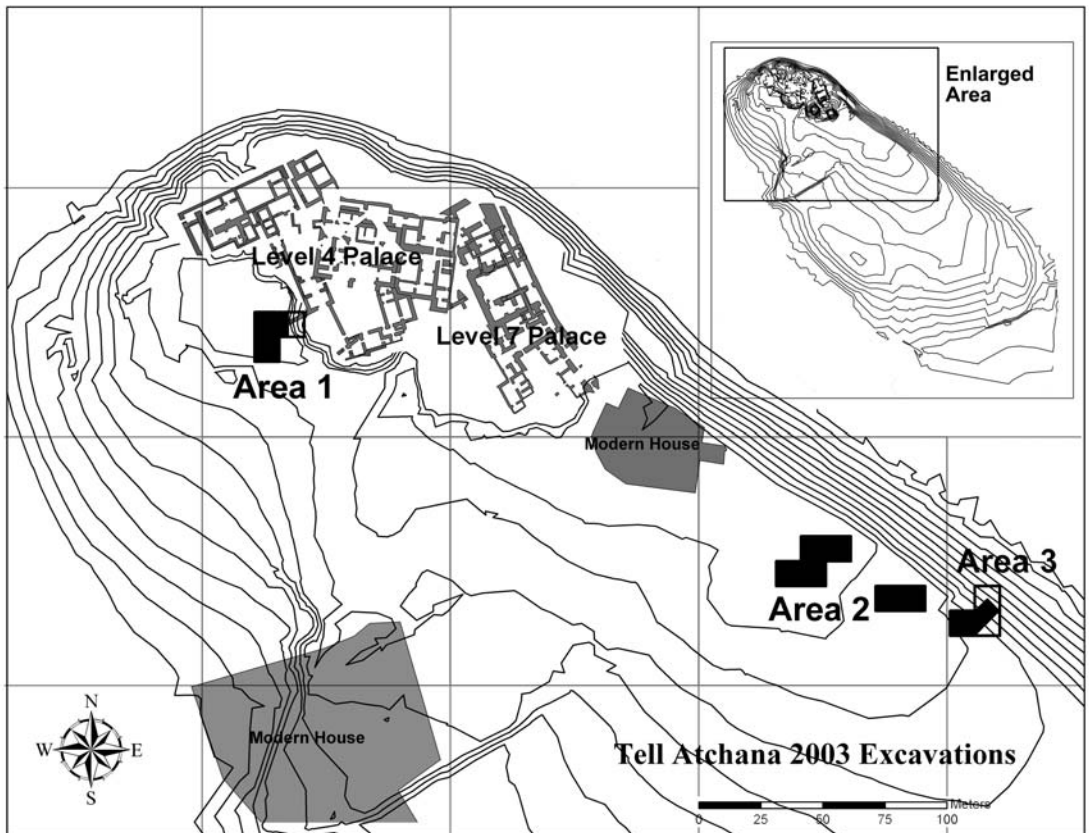 Enlarged
Area
Level 4 Palace
Level 7 Palace
Area 1
Modern House
Area 3
Area 2
N
W E
S
Modern House
Tell Atchana 2003 Excavations
Meters
0 25 50 75 100